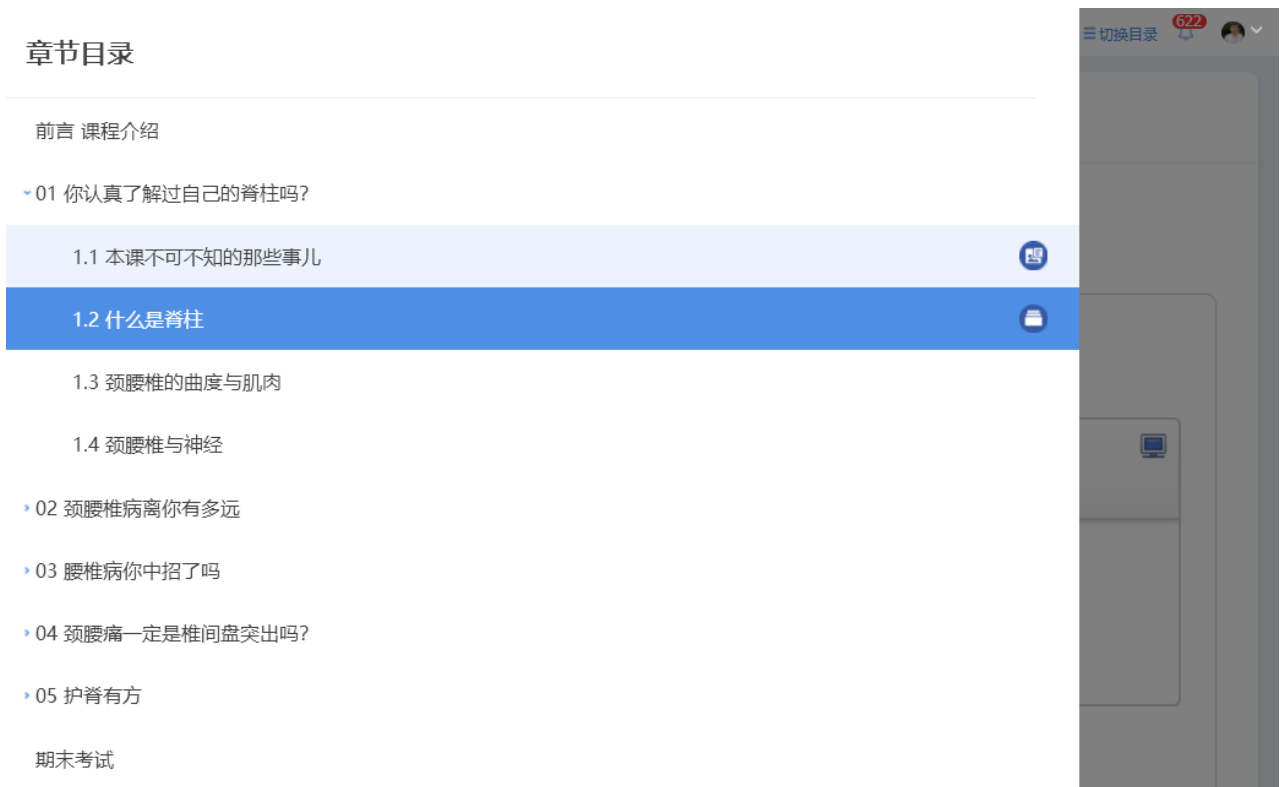 章节目录
切换目录
622
前言 课程介绍
01 你认真了解过自己的脊柱吗?
1.1 本课不可不知的那些事儿
1.2 什么是脊柱
1.3 颈腰椎的曲度与肌肉
1.4 颈腰椎与神经
02 颈腰椎病离你有多远
03 腰椎病你中招了吗
04 颈腰痛一定是椎间盘突出吗?
05 护脊有方
期末考试